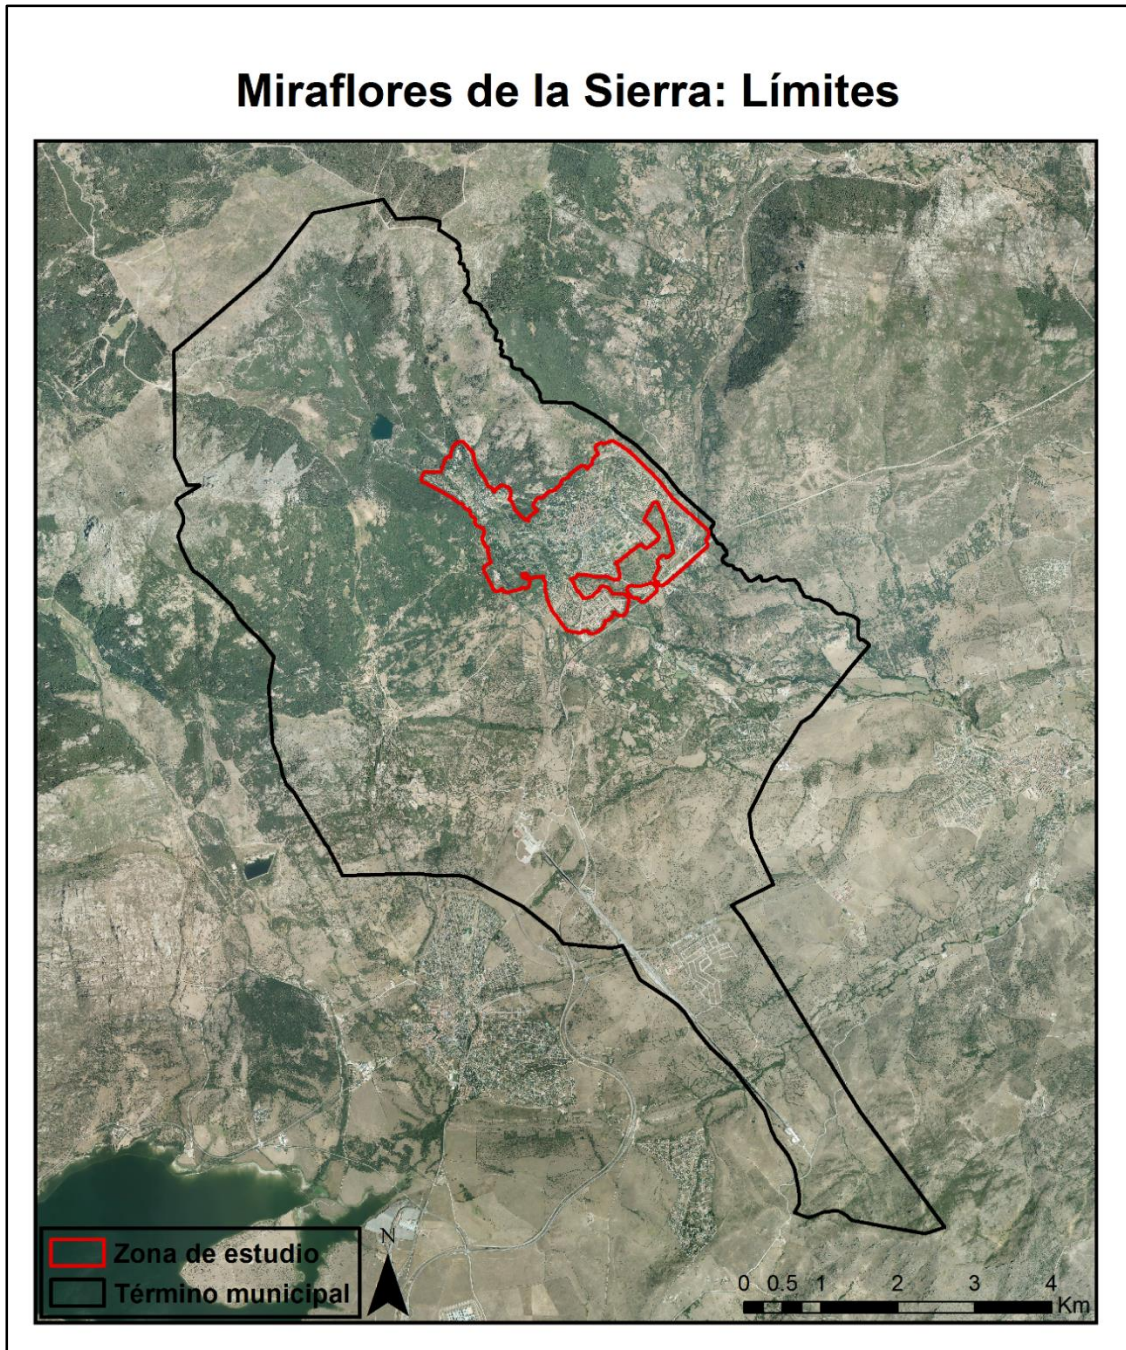 Miraflores de la Sierra: Límites
N
Zona de estudio
Término municipal
0 0.5 1 2 3 4
Km